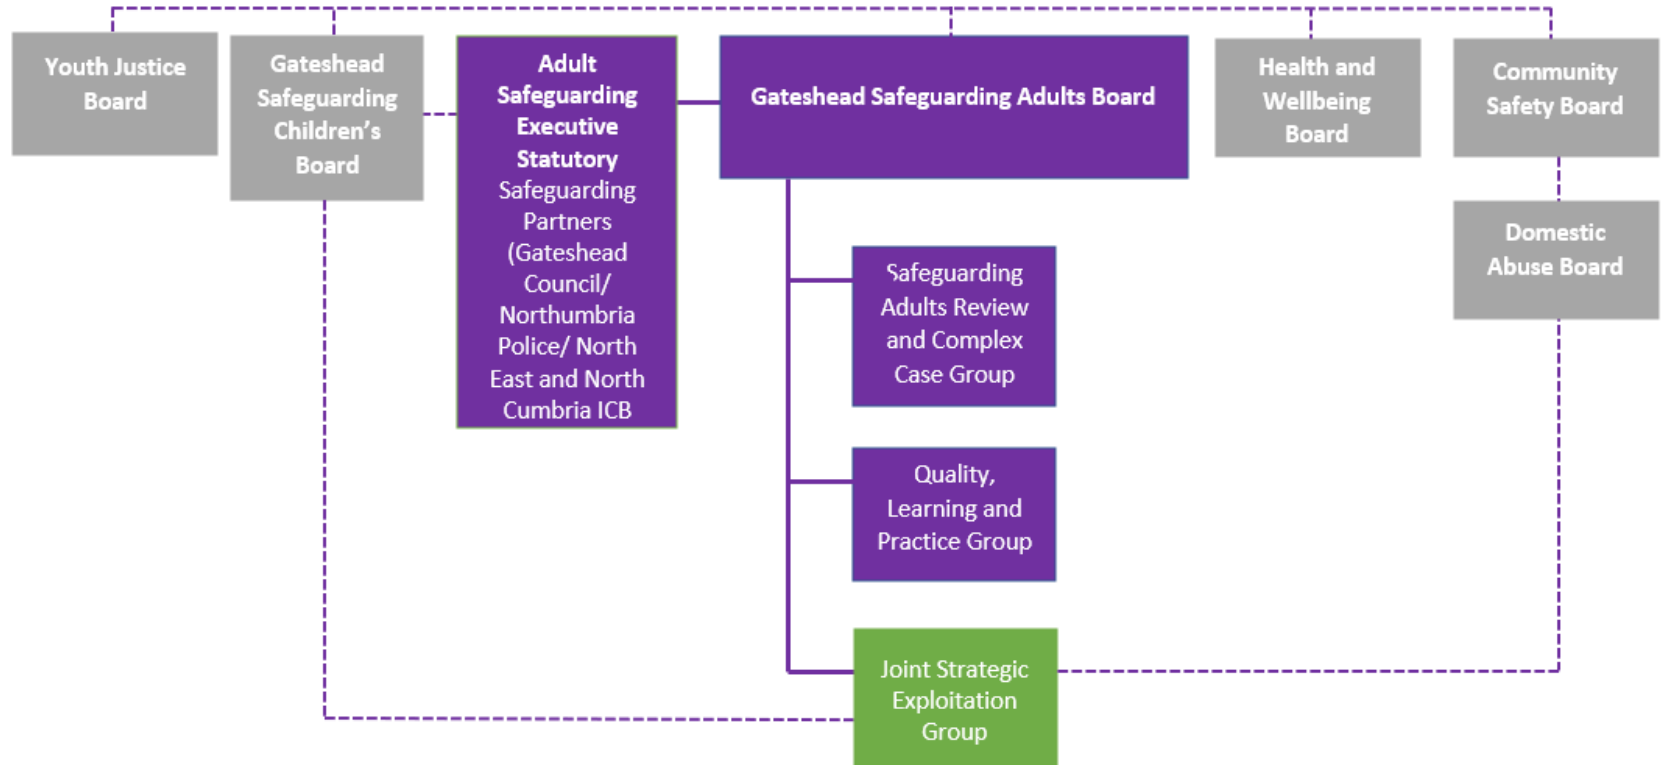 Youth Justice
Board
Gateshead
Safeguarding
Children’s
Board
Adult
Safeguarding
Executive
Statutory
Safeguarding
Partners
(Gateshead
Council/
Northumbria
Police/ North
East and North
Cumbria ICB
Gateshead Safeguarding Adults Board
Health and
Wellbeing
Board
Community
Safety Board
Domestic
Abuse Board
Safeguarding
Adults Review
and Complex
Case Group
Quality,
Learning and
Practice Group
Joint Strategic
Exploitation
Group